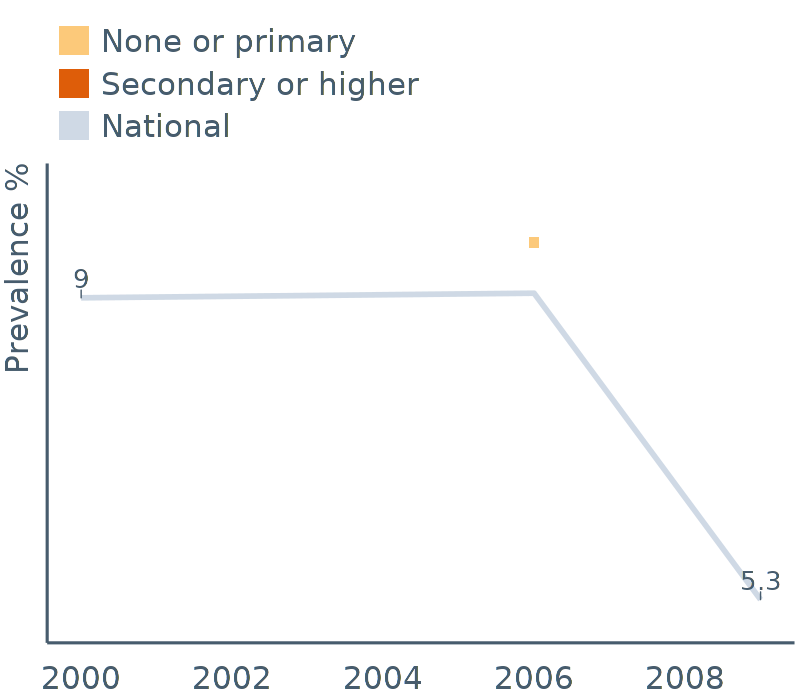 None or primary
Secondary or higher
National
Prevalence %
9
5.3
2000 2002 2004 2006 2008